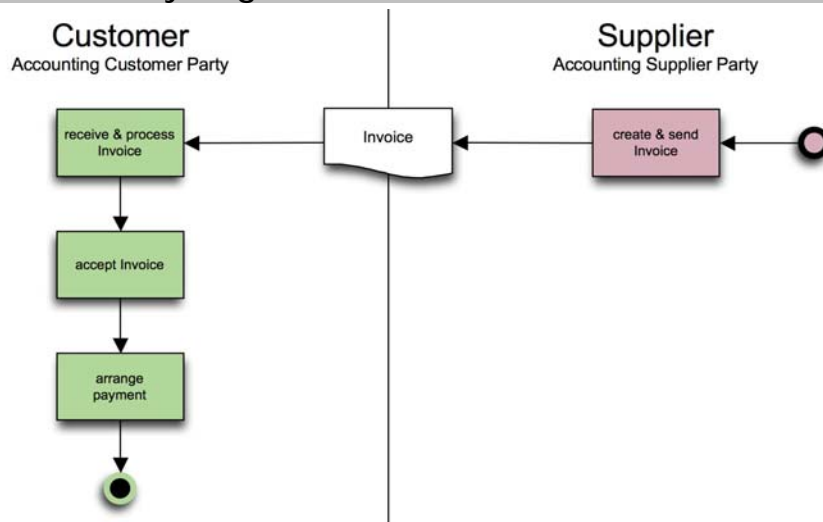 Customer
Accounting Customer Party
Supplier
Accounting Supplier Party
receive & process
Invoice
Invoice
create & send
Invoice
accept Invoice
arrange
payment